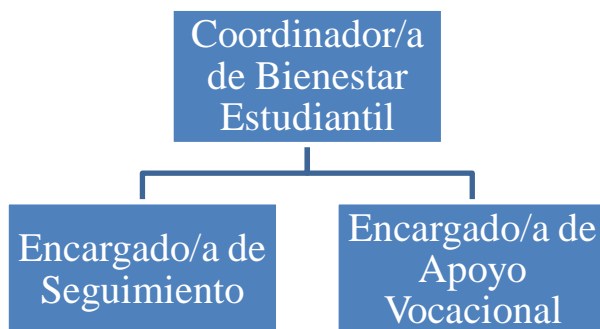 Coordinador/a
de Bienestar
Estudiantil
Encargado/a de
Seguimiento
Encargado/a de
Apoyo
Vocacional